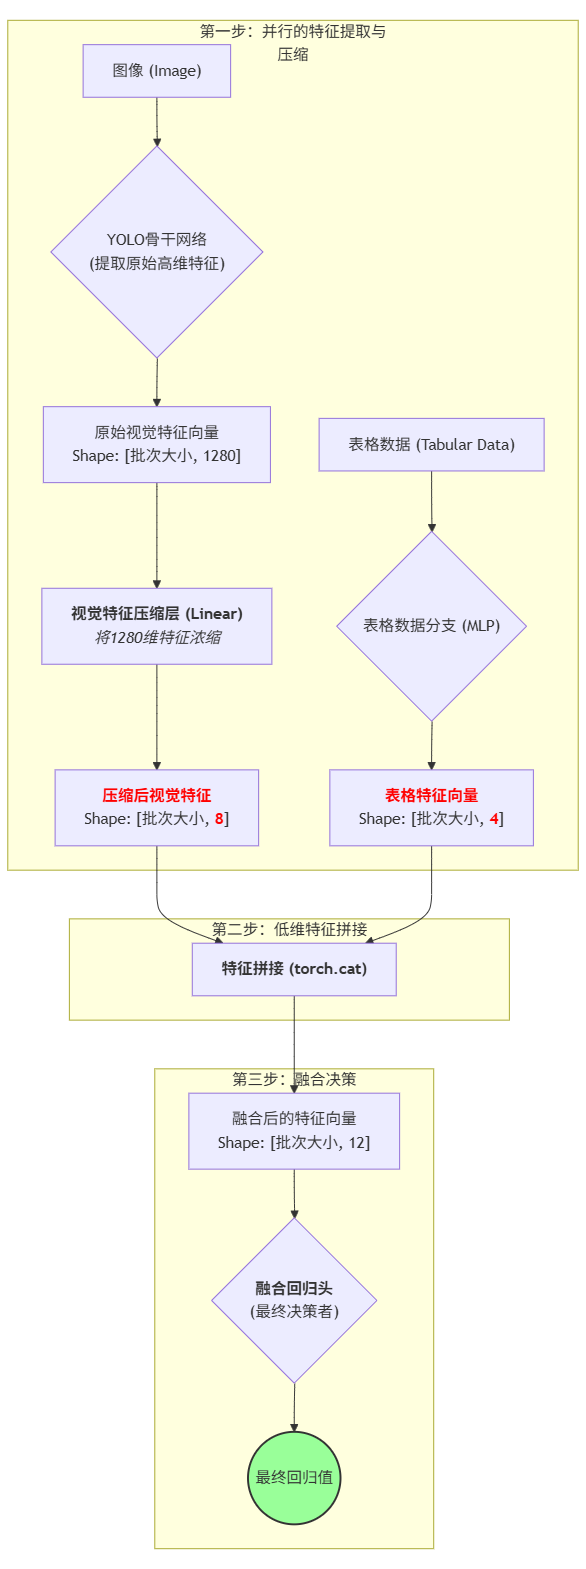 第一步：并行的特征提取与
压缩
图像 (Image)
YOLO骨干网络
(提取原始高维特征)
原始视觉特征向量
Shape: [批次大小, 1280]
表格数据 (Tabular Data)
视觉特征压缩层 (Linear)
将1280维特征浓缩
表格数据分支 (MLP)
压缩后视觉特征
Shape: [批次大小, 8]
表格特征向量
Shape: [批次大小, 4]
第二步：低维特征拼接
特征拼接 (torch.cat)
第三步：融合决策
融合后的特征向量
Shape: [批次大小, 12]
融合回归头
(最终决策者)
最终回归值